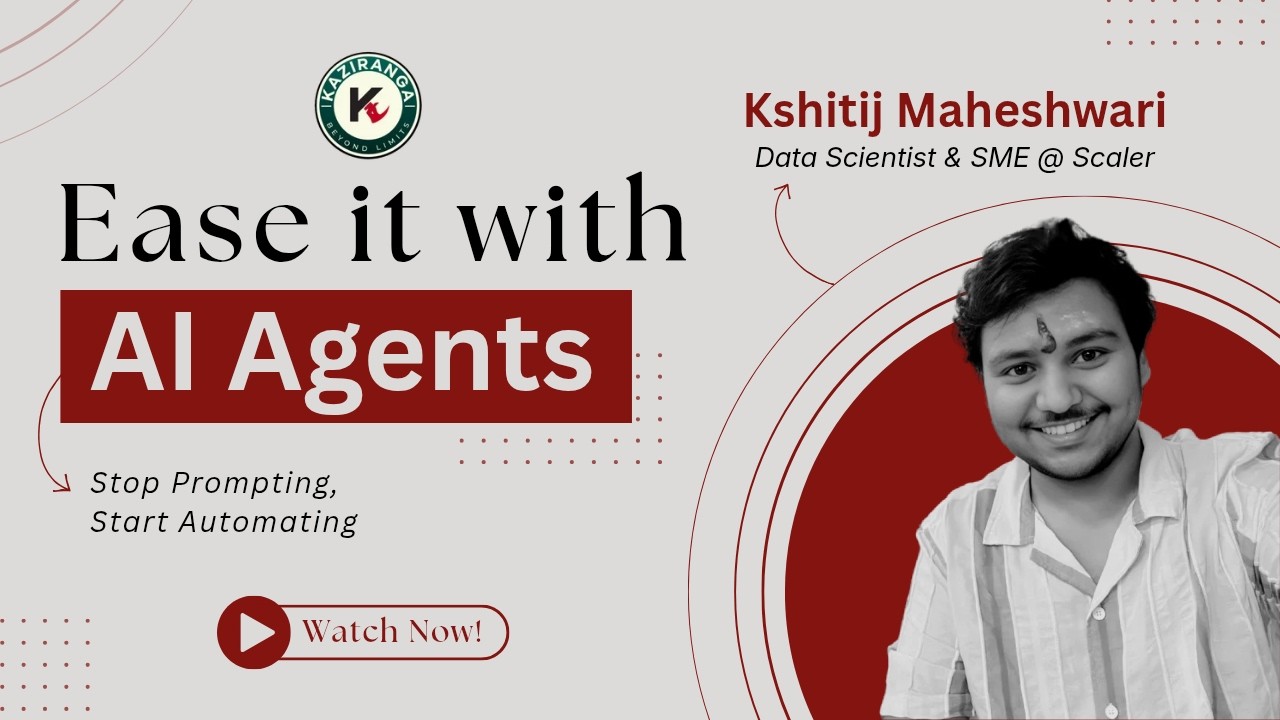 KAZIRANGA
K
BEYOND LIMITS
Ease it with
AI Agents
Stop Prompting,
Start Automating
Watch Now!
Kshitij Maheshwari
Data Scientist & SME @ Scaler